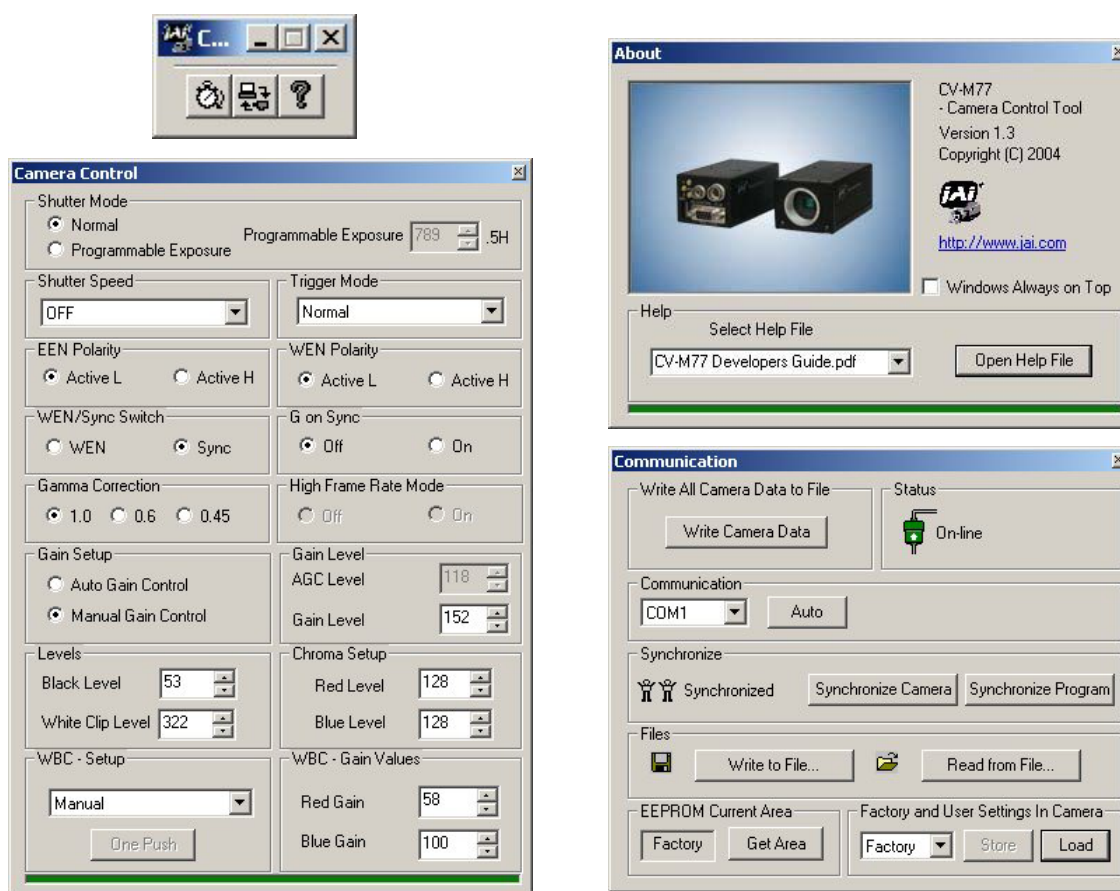 jAi C...
Camera Control
Shutter Mode
Normal
Programmable Exposure
Programmable Exposure 789 .5H
Shutter Speed
OFF
Trigger Mode
Normal
EEN Polarity
Active L Active H
WEN Polarity
Active L Active H
WEN/Sync Switch
WEN Sync
G on Sync
Off On
Gamma Correction
1.0 0.6 0.45
High Frame Rate Mode
Off On
Gain Setup
Auto Gain Control
Manual Gain Control
Gain Level
AGC Level 118
Gain Level 152
Levels
Black Level 53
White Clip Level 322
Chroma Setup
Red Level 128
Blue Level 128
WBC - Setup
Manual
One Push
WBC - Gain Values
Red Gain 58
Blue Gain 100
About
CV-M77
- Camera Control Tool
Version 1.3
Copyright (C) 2004
jAi
http://www.jai.com
Windows Always on Top
Help
Select Help File
CV-M77 Developers Guide.pdf
Open Help File
Communication
Write All Camera Data to File
Write Camera Data
Status
On-line
Communication
COM1 Auto
Synchronize
Synchronized Synchronize Camera Synchronize Program
Files
Write to File... Read from File...
EEPROM Current Area
Factory Get Area
Factory and User Settings In Camera
Factory Store Load